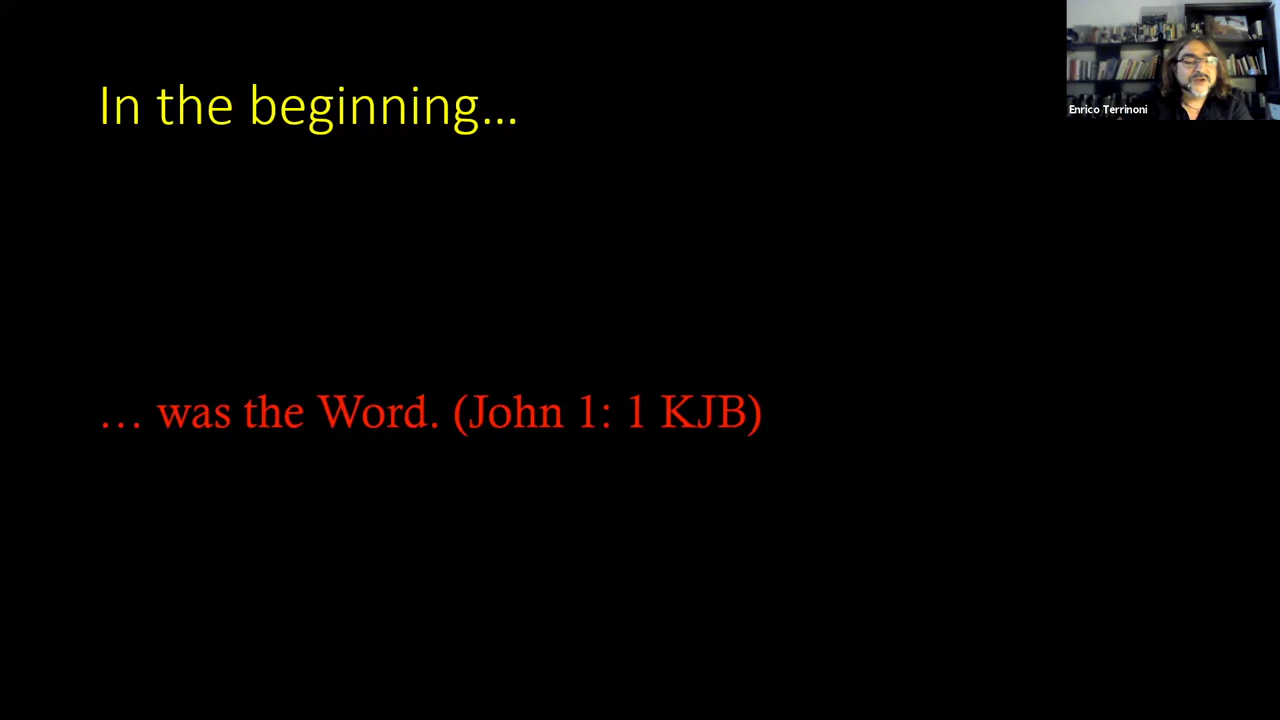 In the beginning...
Enrico Terrinoni
... was the Word. (John 1: 1 KJB)